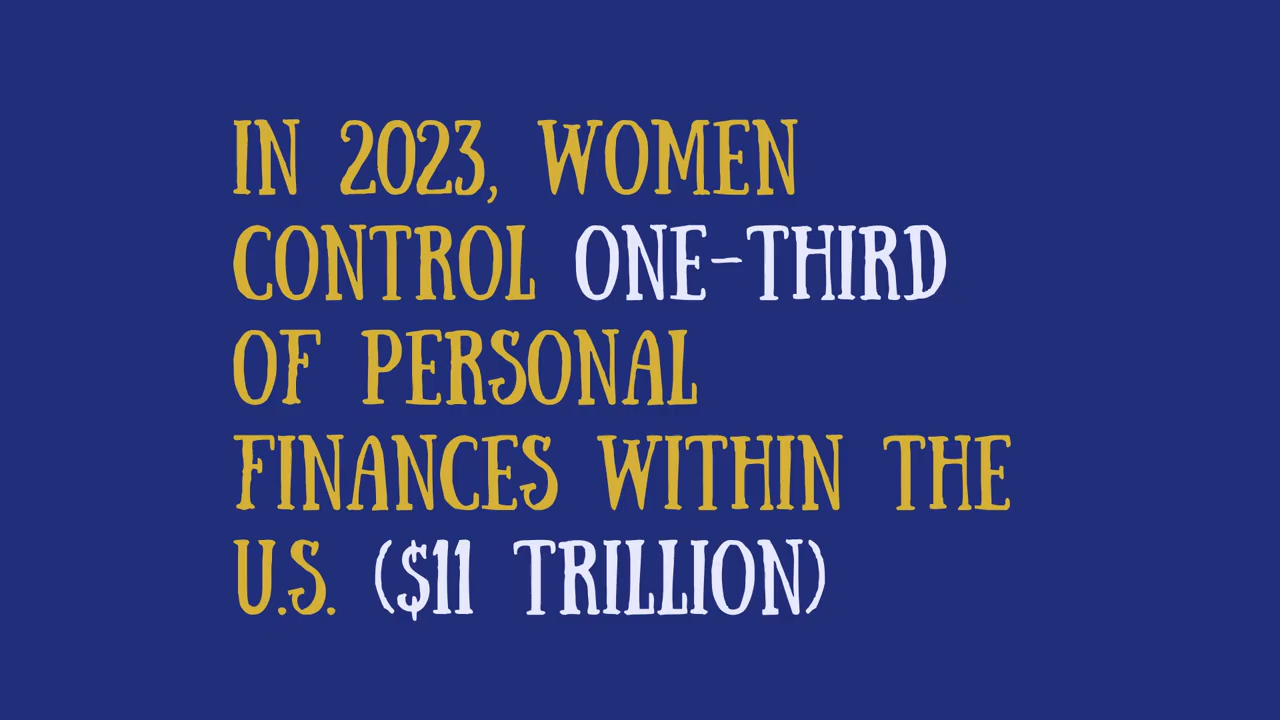 IN 2023, WOMEN
CONTROL ONE-THIRD
OF PERSONAL
FINANCES WITHIN THE
U.S. ($11 TRILLION)